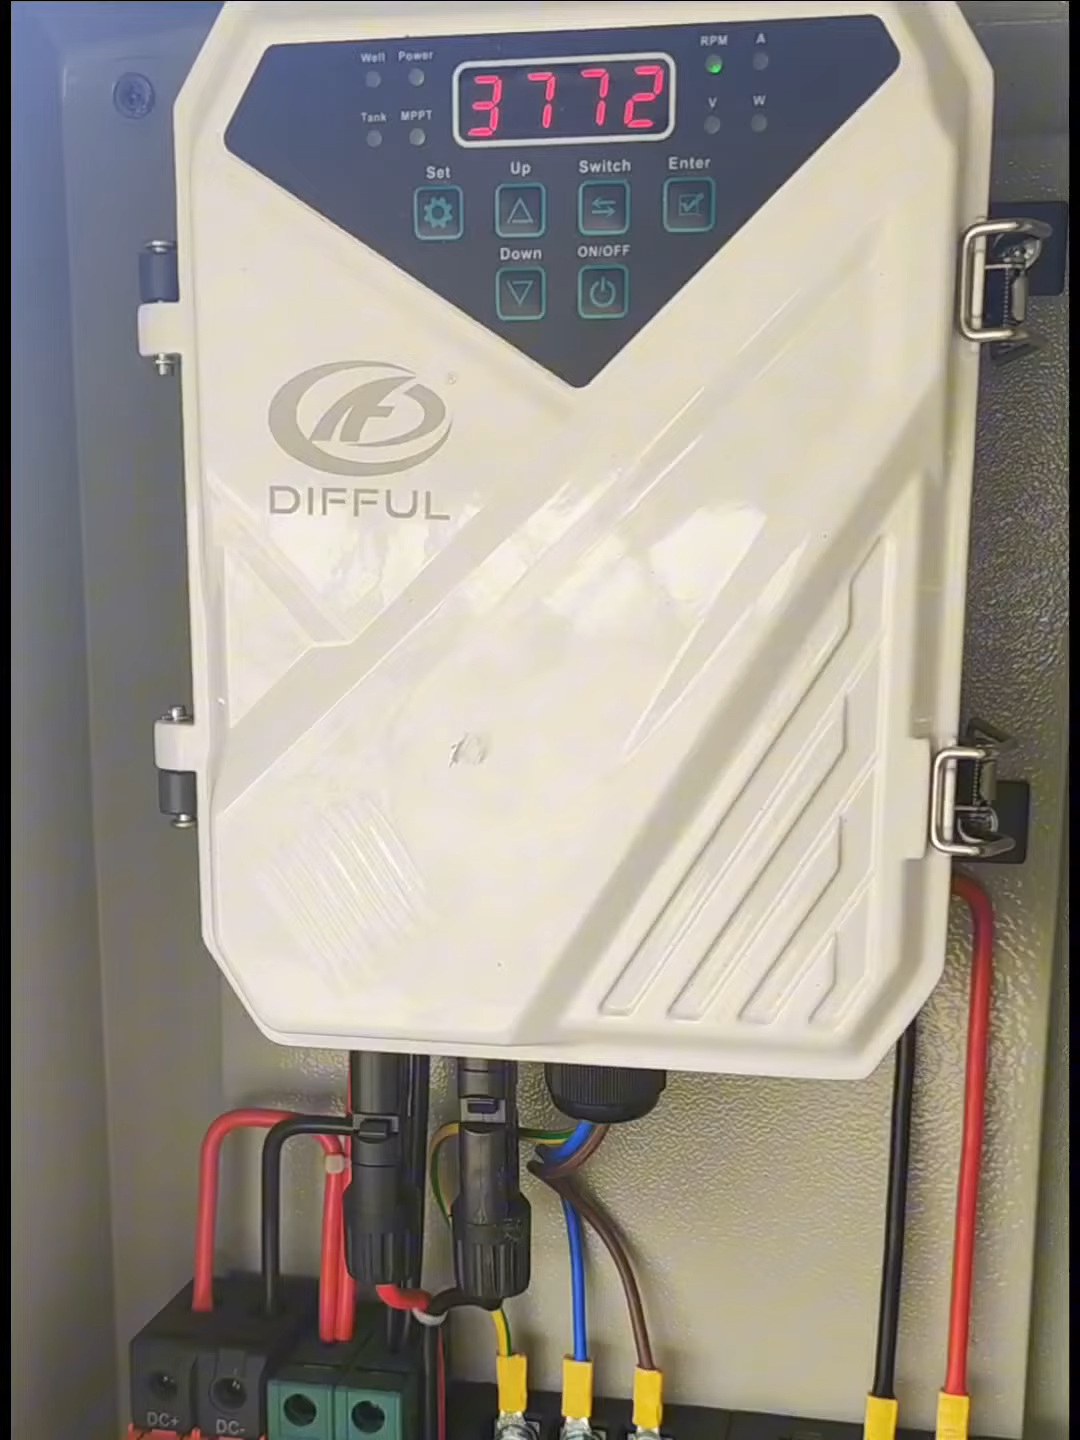 Well Power
3772
RPM A
Tank MPPT
V W
Set Up Switch Enter
Down ON/OFF
®
DIFFUL
DC+ DC-